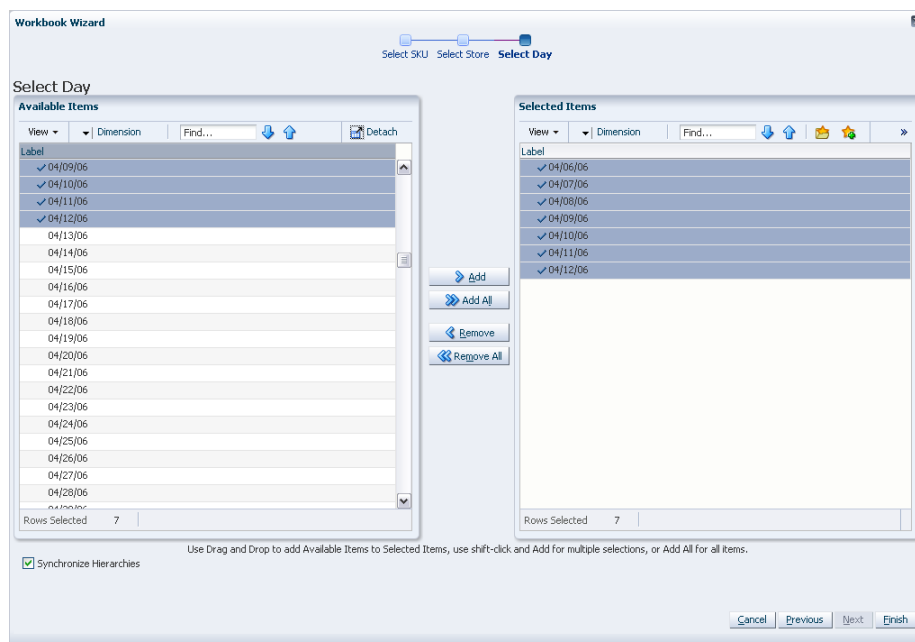 Workbook Wizard
Select SKU Select Store Select Day
Select Day
Available Items
View Dimension Find... Detach
Label
04/09/06
04/10/06
04/11/06
04/12/06
04/13/06
04/14/06
04/15/06
04/16/06
04/17/06
04/18/06
04/19/06
04/20/06
04/21/06
04/22/06
04/23/06
04/24/06
04/25/06
04/26/06
04/27/06
04/28/06
Rows Selected 7
Add
Add All
Remove
Remove All
Selected Items
View Dimension Find... »
Label
04/06/06
04/07/06
04/08/06
04/09/06
04/10/06
04/11/06
04/12/06
Rows Selected 7
Use Drag and Drop to add Available Items to Selected Items, use shift-click and Add for multiple selections, or Add All for all items.
Synchronize Hierarchies
Cancel Previous Next Finish